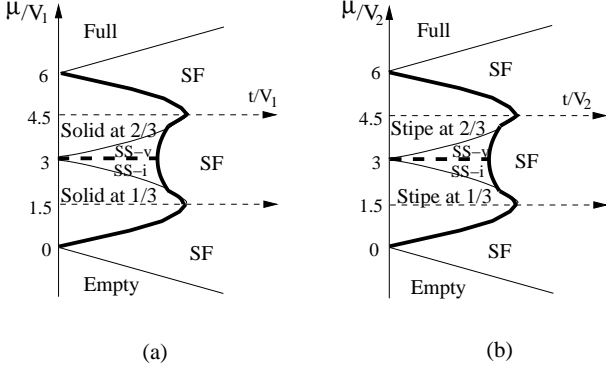 μ/V1
Full
6
SF
t/V1
4.5
Solid at 2/3
SS-v
3
SS-i
SF
Solid at 1/3
1.5
0
SF
Empty
(a)
μ/V2
Full
6
SF
t/V2
4.5
Stipe at 2/3
SS-v
3
SS-i
SF
Stipe at 1/3
1.5
0
SF
Empty
(b)